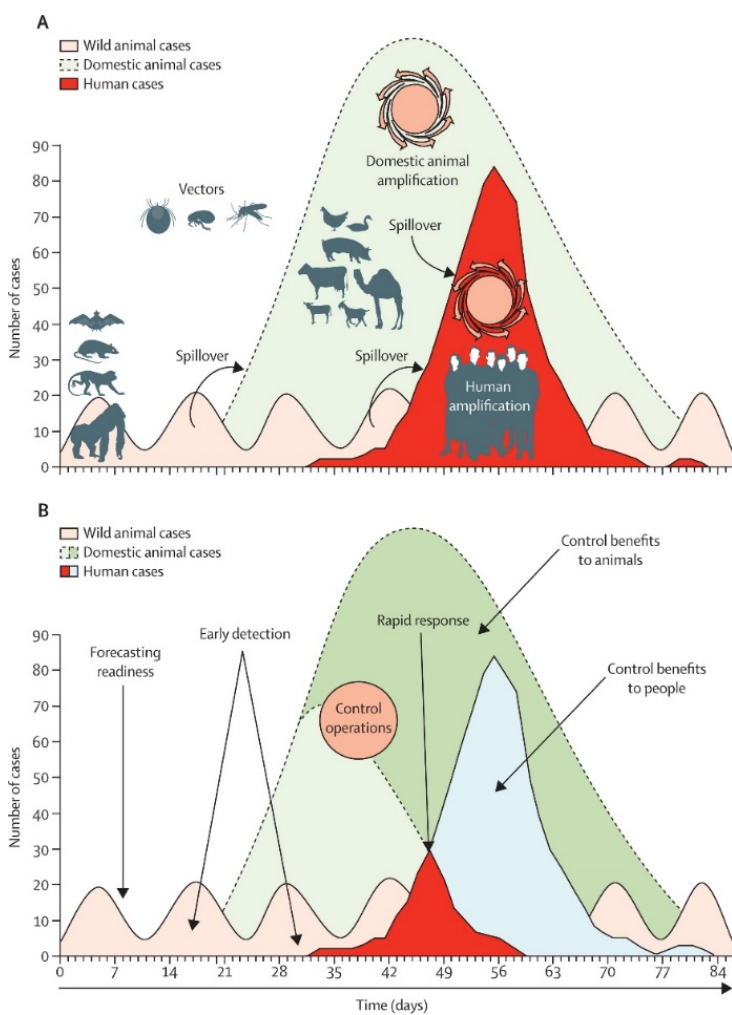 A
Wild animal cases
Domestic animal cases
Human cases
Number of cases
90
80
70
60
50
40
30
20
10
0
Vectors
Domestic animal
amplification
Spillover
Spillover
Spillover
Human
amplification
B
Wild animal cases
Domestic animal cases
Human cases
Number of cases
90
80
70
60
50
40
30
20
10
0
Forecasting
readiness
Early detection
Control
operations
Rapid response
Control benefits
to animals
Control benefits
to people
0 7 14 21 28 35 42 49 56 63 70 77 84
Time (days)